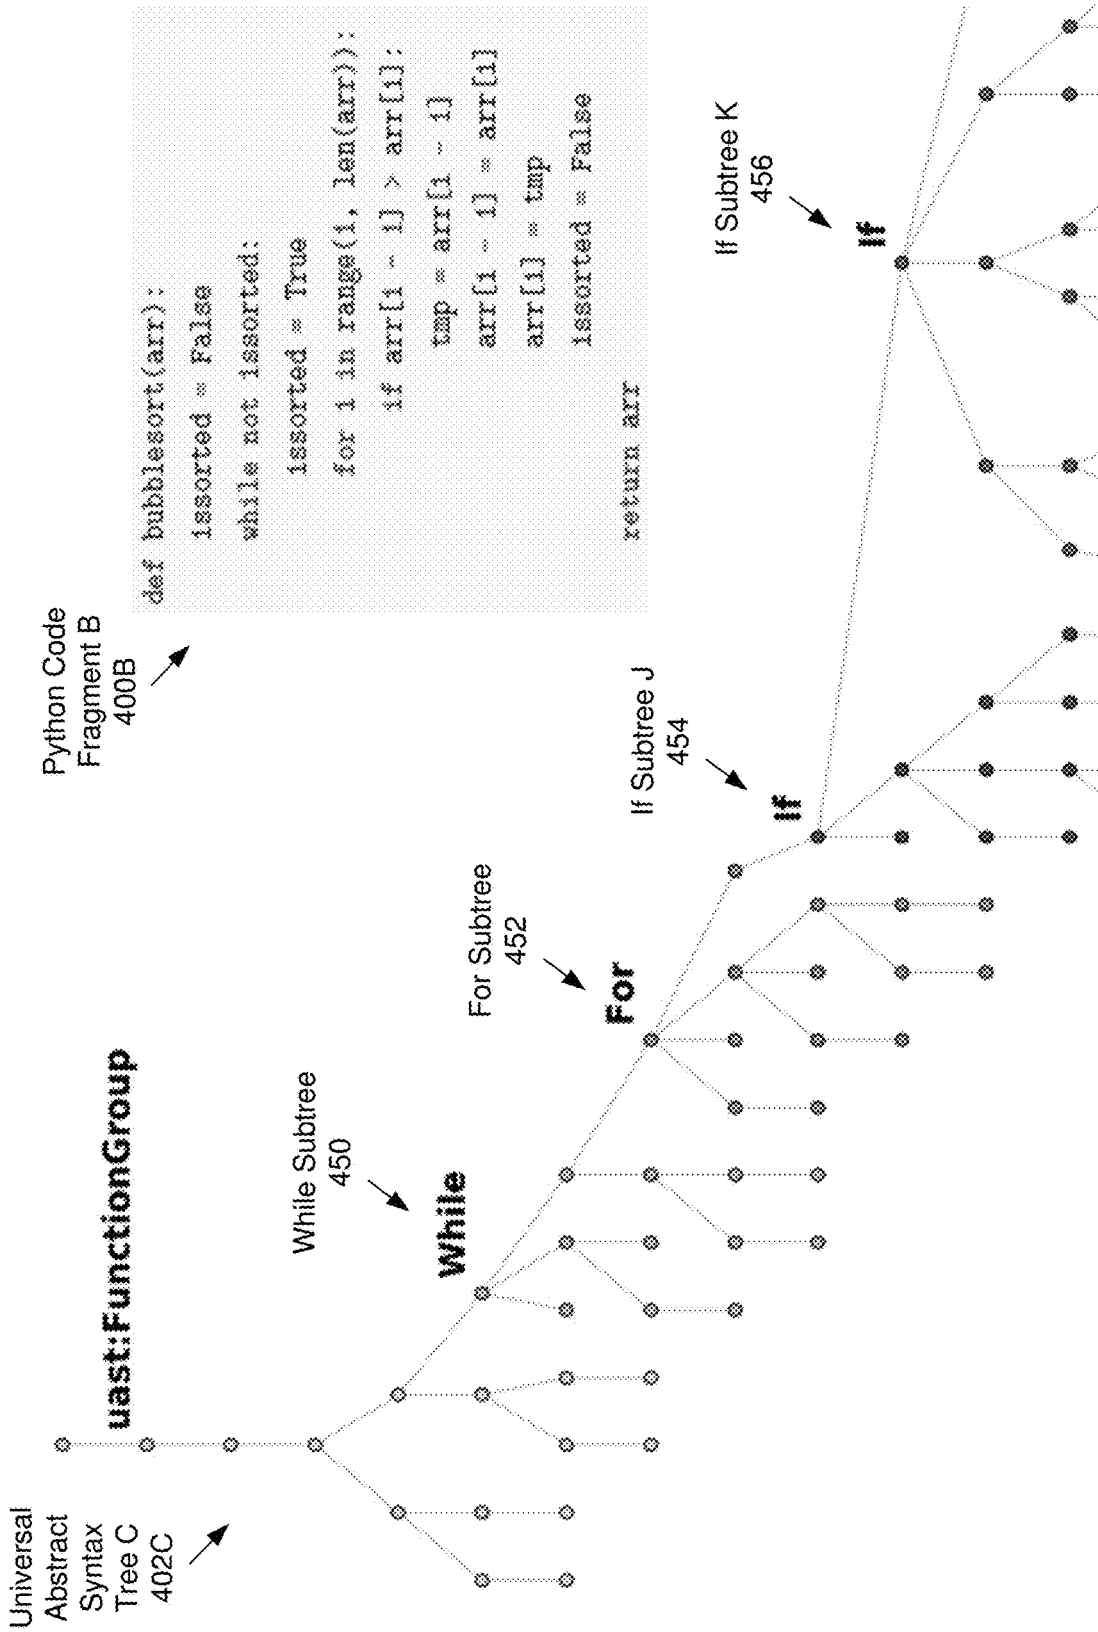 Universal
Abstract
Syntax
Tree C
402C
uast:FunctionGroup
Python Code
Fragment B
400B
def bubblesort(arr):
issorted = False
while not issorted:
issorted = True
for i in range(1, len(arr)):
if arr[i - 1] > arr[i]:
tmp = arr[i - 1]
arr[i - 1] = arr[i]
arr[i] = tmp
issorted = False
return arr
While Subtree
450
While
For Subtree
452
For
If Subtree J
454
If
If Subtree K
456
If